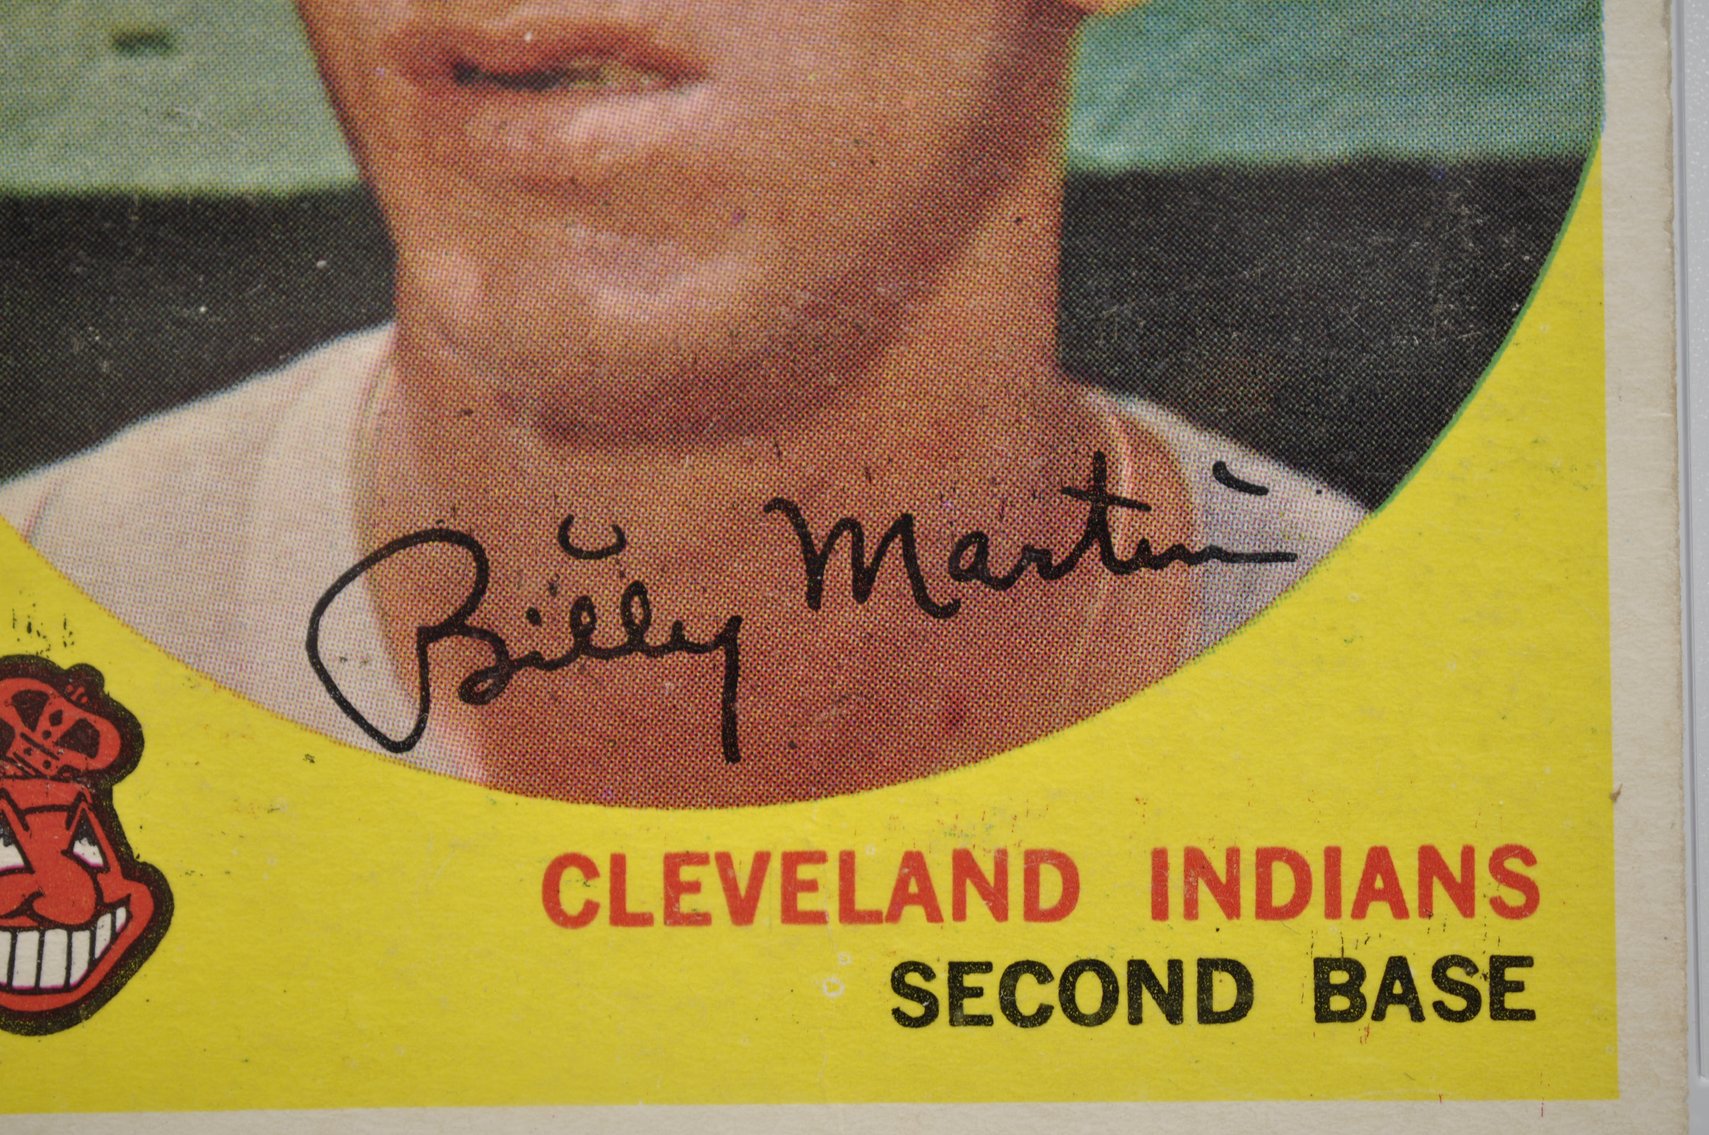 Billy Martin
CLEVELAND INDIANS
SECOND BASE